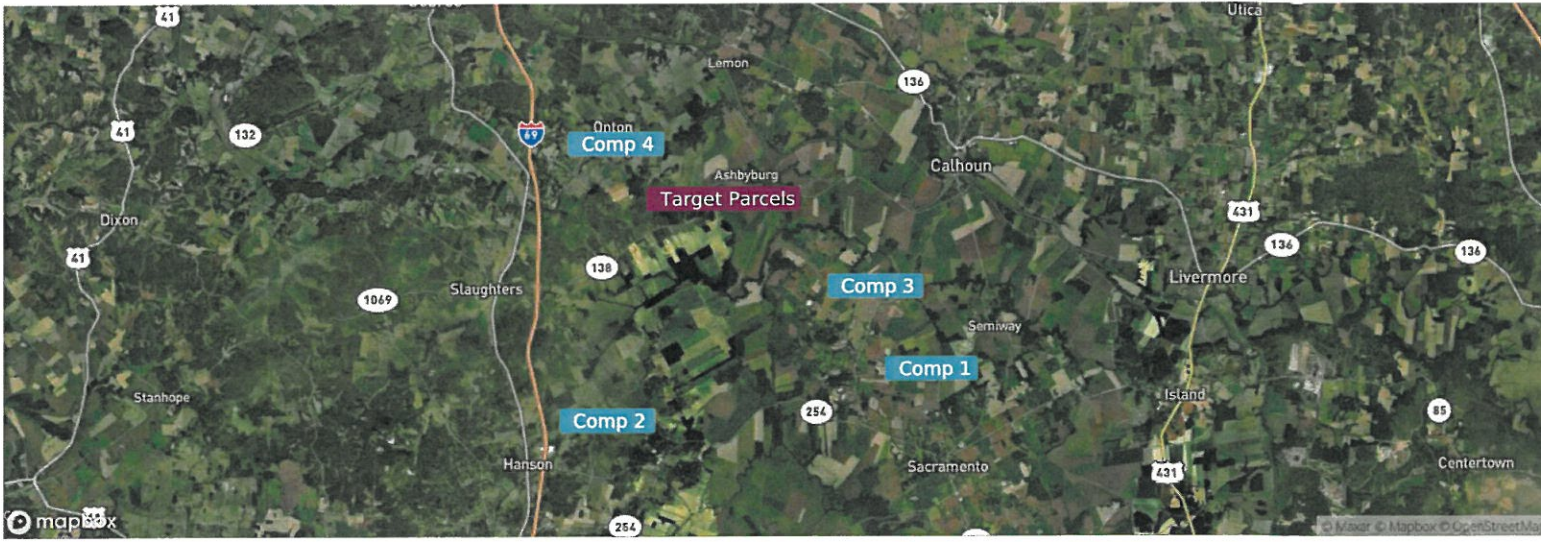 41
Utica
Lemon
136
41
132
69
Onton
Comp 4
Calhoun
Ashbyburg
Target Parcels
Dixon
431
41
138
136
136
Livermore
Slaughters
Comp 3
1069
Semiway
Comp 1
Stanhope
Island
Comp 2
254
85
Hanson
Sacramento
Centertown
431
mapbox
254
© Maxar © Mapbox © OpenStreetMap